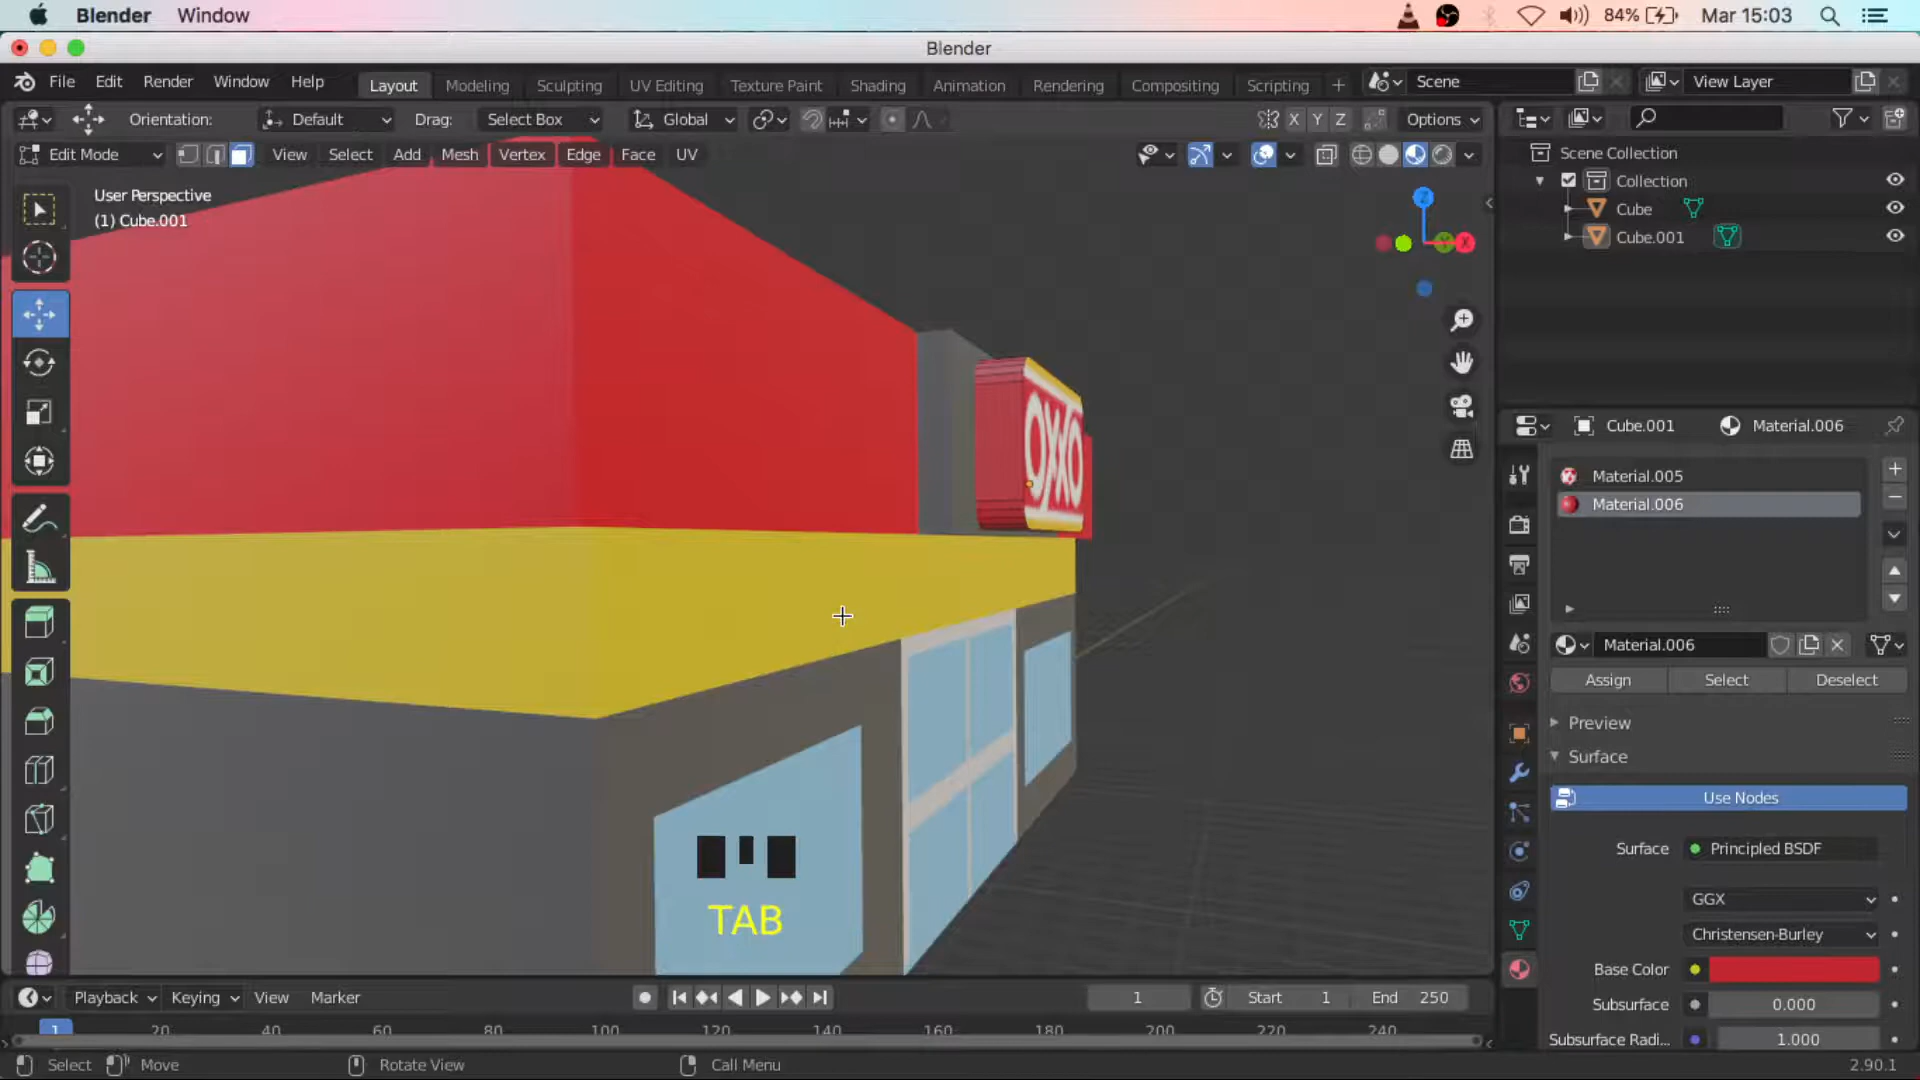 Blender Window 84% Mar 15:03
Blender
File Edit Render Window Help Layout Modeling Sculpting UV Editing Texture Paint Shading Animation Rendering Compositing Scripting + Scene View Layer
Orientation: Default Drag: Select Box Global X Y Z Options
Edit Mode View Select Add Mesh Vertex Edge Face UV
User Perspective
(1) Cube.001
Z
Y
X
OXXO
TAB
Scene Collection
Collection
Cube
Cube.001
Cube.001 Material.006
Material.005
Material.006
Material.006
Assign Select Deselect
Preview
Surface
Use Nodes
Surface Principled BSDF
GGX
Christensen-Burley
Base Color
Subsurface 0.000
Subsurface Radi... 1.000
Playback Keying View Marker 1 Start 1 End 250
1 20 40 60 80 100 120 140 160 180 200 220 240
Select Move Rotate View Call Menu 2.90.1